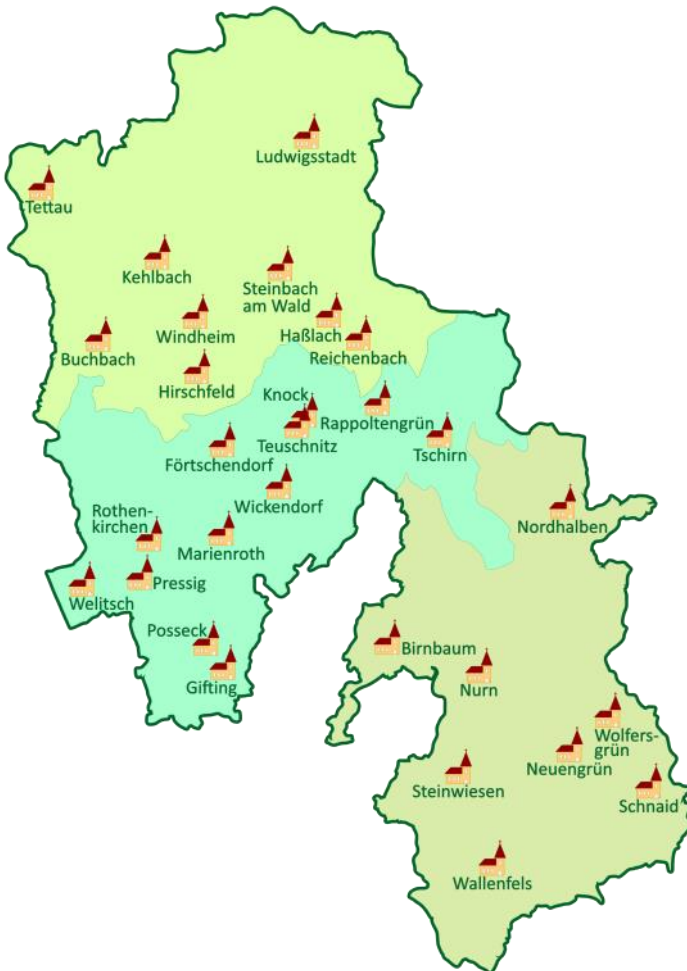 Ludwigsstadt
Tettau
Kehlbach
Steinbach
am Wald
Windheim
Haßlach
Buchbach
Reichenbach
Hirschfeld
Knock
Rappoltengrün
Teuschnitz
Tschirn
Förtschendorf
Wickendorf
Nordhalben
Rothen-
kirchen
Marienroth
Pressig
Welitsch
Posseck
Birnbaum
Gifting
Nurn
Wolfers-
grün
Neuengrün
Steinwiesen
Schnaid
Wallenfels